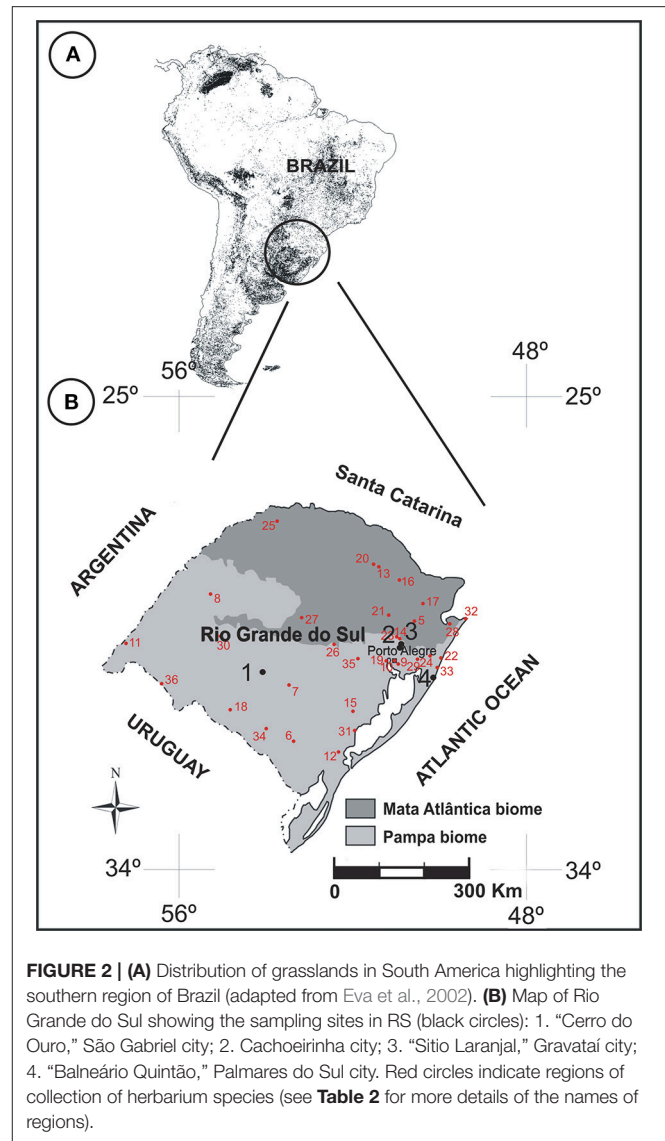 A
BRAZIL
56º
48º
B
25º
25º
Santa Catarina
ARGENTINA
25
20
13
16
8
17
21
5
32
27
28
2
3
14
11
Rio Grande do Sul
30
26
Porto Alegre
35
19
9
24
22
29
33
1
4
36
7
18
15
34
6
31
12
URUGUAY
ATLANTIC OCEAN
N
Mata Atlântica biome
Pampa biome
34º
34º
0
300 Km
56º
48º
FIGURE 2 | (A) Distribution of grasslands in South America highlighting the
southern region of Brazil (adapted from Eva et al., 2002). (B) Map of Rio
Grande do Sul showing the sampling sites in RS (black circles): 1. “Cerro do
Ouro,” São Gabriel city; 2. Cachoeirinha city; 3. “Sitio Laranjal,” Gravataí city;
4. “Balneário Quintão,” Palmares do Sul city. Red circles indicate regions of
collection of herbarium species (see Table 2 for more details of the names of
regions).